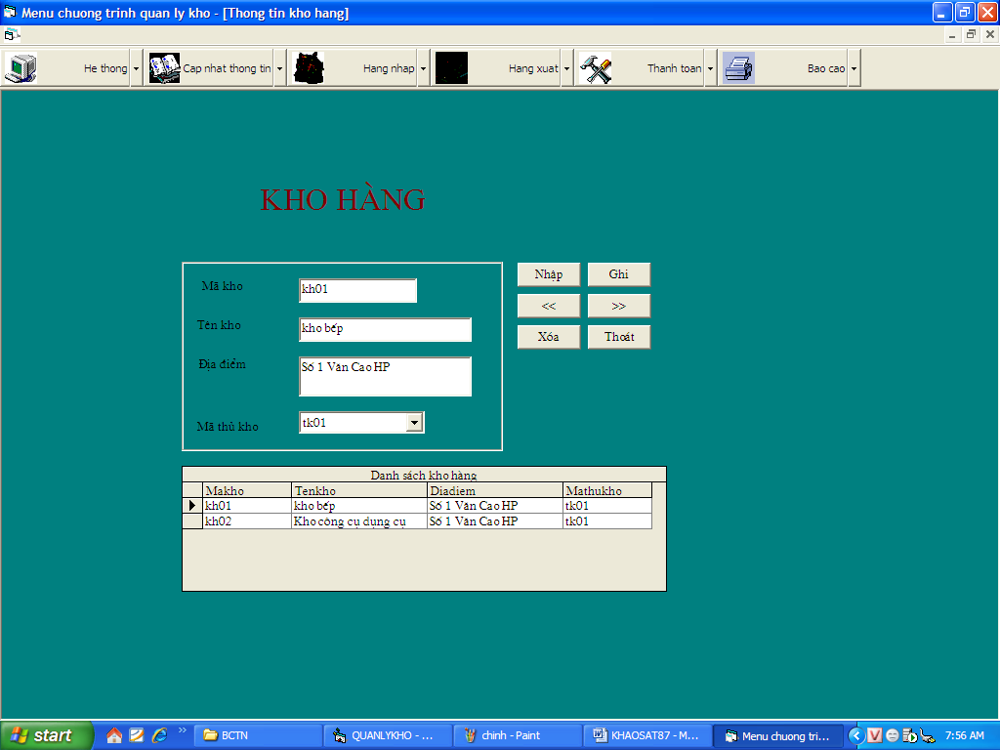 Menu chuong trinh quan ly kho - [Thong tin kho hang]
He thong Cap nhat thong tin Hang nhap Hang xuat Thanh toan Bao cao
KHO HÀNG
Mã kho kh01
Tên kho kho bếp
Địa điểm Số 1 Văn Cao HP
Mã thủ kho tk01
Nhập Ghi
<< >>
Xóa Thoát
Danh sách kho hàng
Makho Tenkho Diadiem Mathukho
kh01 kho bếp Số 1 Văn Cao HP tk01
kh02 Kho công cụ dụng cụ Số 1 Văn Cao HP tk01
start BCTN QUANLYKHO - ... chinh - Paint KHAOSAT87 - M... Menu chuong tri... 7:56 AM